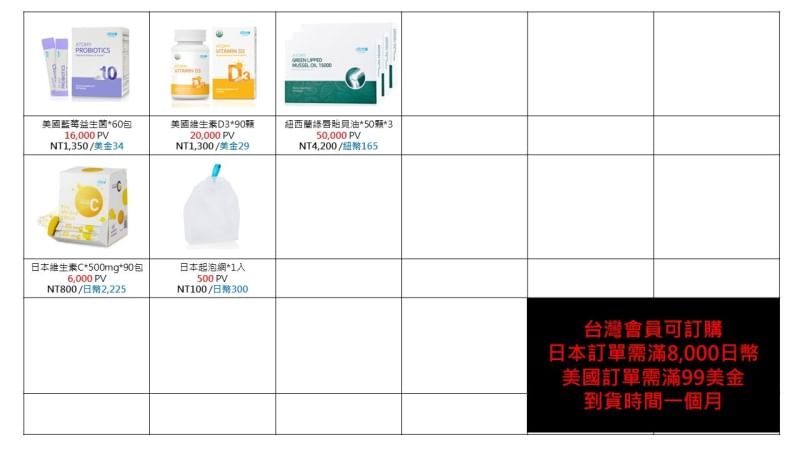 ATOMY
PROBIOTICS
10
ATOMY
VITAMIN D3
D3
ATOMY
VITAMIN D3
D3
ATOMY
GREEN LIPPED
MUSSEL OIL 15000
美國藍莓益生菌*60包
16,000 PV
NT1,350 /美金34
美國維生素D3*90顆
20,000 PV
NT1,300 /美金29
紐西蘭綠唇貽貝油*50顆*3
50,000 PV
NT4,200 /紐幣165
C
日本維生素C*500mg*90包
6,000 PV
NT800 /日幣2,225
日本起泡網*1入
500 PV
NT100 /日幣300
台灣會員可訂購
日本訂單需滿8,000日幣
美國訂單需滿99美金
到貨時間一個月